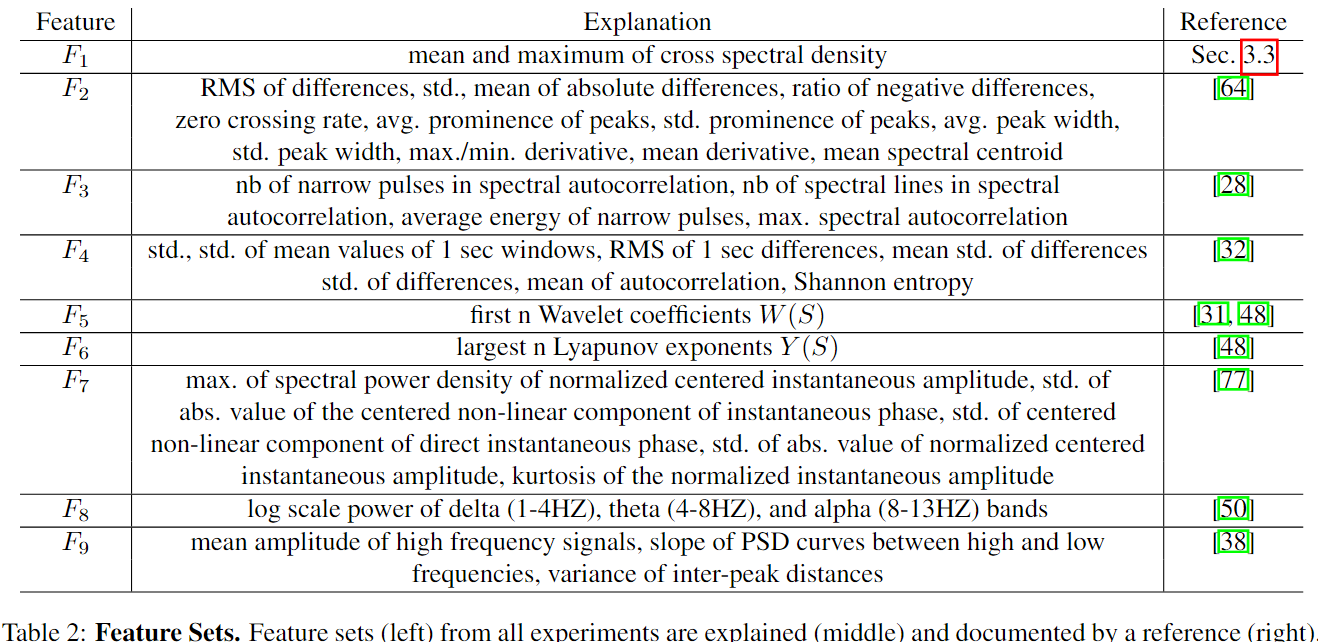 Feature Explanation Reference
F1 mean and maximum of cross spectral density Sec. 3.3
F2 RMS of differences, std., mean of absolute differences, ratio of negative differences, [64]
zero crossing rate, avg. prominence of peaks, std. prominence of peaks, avg. peak width,
std. peak width, max./min. derivative, mean derivative, mean spectral centroid
F3 nb of narrow pulses in spectral autocorrelation, nb of spectral lines in spectral [28]
autocorrelation, average energy of narrow pulses, max. spectral autocorrelation
F4 std., std. of mean values of 1 sec windows, RMS of 1 sec differences, mean std. of differences [32]
std. of differences, mean of autocorrelation, Shannon entropy
F5 first n Wavelet coefficients W(S) [31, 48]
F6 largest n Lyapunov exponents Y(S) [48]
F7 max. of spectral power density of normalized centered instantaneous amplitude, std. of [77]
abs. value of the centered non-linear component of instantaneous phase, std. of centered
non-linear component of direct instantaneous phase, std. of abs. value of normalized centered
instantaneous amplitude, kurtosis of the normalized instantaneous amplitude
F8 log scale power of delta (1-4HZ), theta (4-8HZ), and alpha (8-13HZ) bands [50]
F9 mean amplitude of high frequency signals, slope of PSD curves between high and low [38]
frequencies, variance of inter-peak distances
Table 2: Feature Sets. Feature sets (left) from all experiments are explained (middle) and documented by a reference (right).